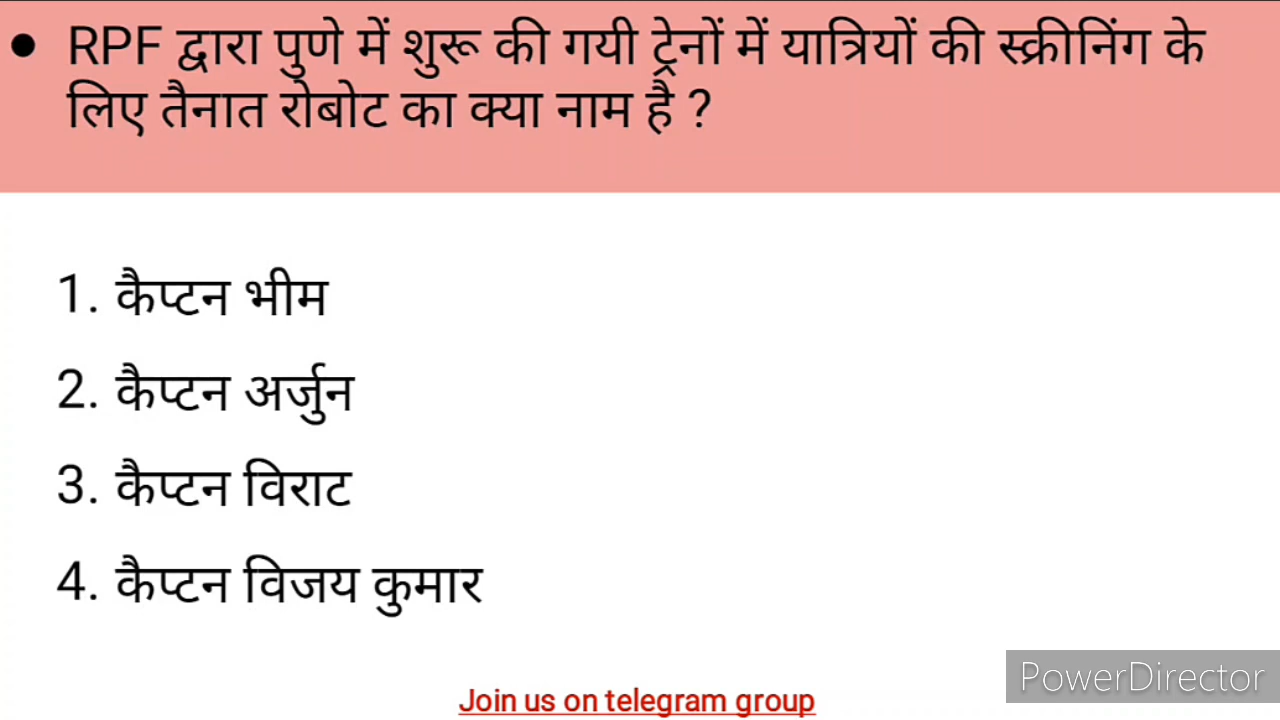 • RPF द्वारा पुणे में शुरू की गयी ट्रेनों में यात्रियों की स्क्रीनिंग के
लिए तैनात रोबोट का क्या नाम है ?
1. कैप्टन भीम
2. कैप्टन अर्जुन
3. कैप्टन विराट
4. कैप्टन विजय कुमार
PowerDirector
Join us on telegram group